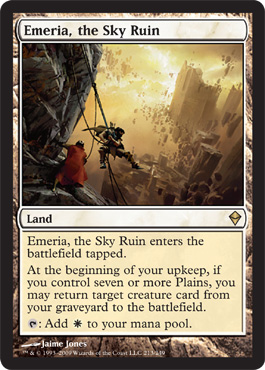 Emeria, the Sky Ruin
Land
Emeria, the Sky Ruin enters the
battlefield tapped.
At the beginning of your upkeep, if
you control seven or more Plains, you
may return target creature card from
your graveyard to the battlefield.
: Add to your mana pool.
Jaime Jones
™ & © 1993–2009 Wizards of the Coast LLC 213/249